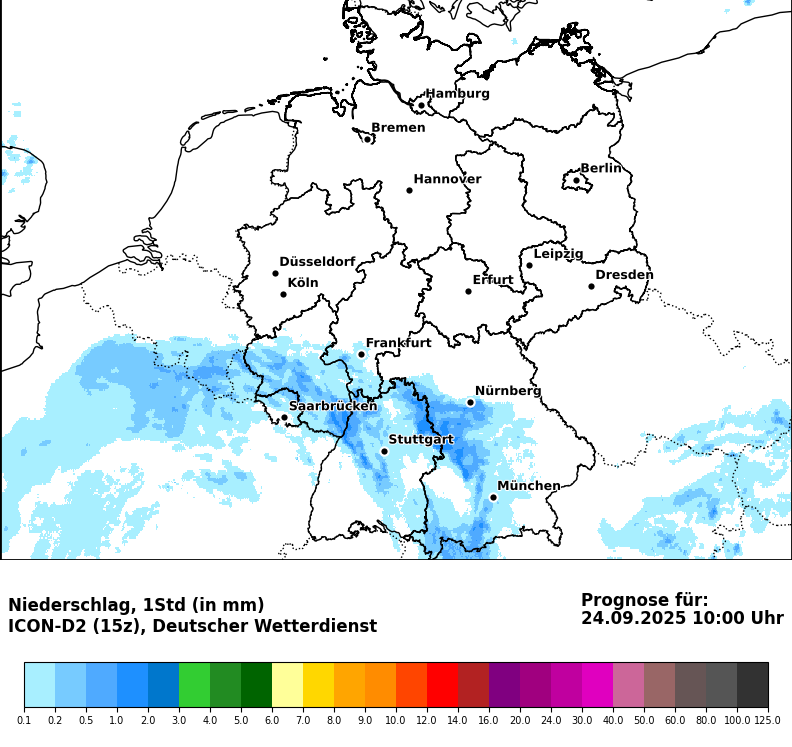 Hamburg
Bremen
Berlin
Hannover
Leipzig
Düsseldorf
Dresden
Köln
Erfurt
Frankfurt
Nürnberg
Saarbrücken
Stuttgart
München
Niederschlag, 1Std (in mm)
ICON-D2 (15z), Deutscher Wetterdienst
Prognose für:
24.09.2025 10:00 Uhr
0.1 0.2 0.5 1.0 2.0 3.0 4.0 5.0 6.0 7.0 8.0 9.0 10.0 12.0 14.0 16.0 20.0 24.0 30.0 40.0 50.0 60.0 80.0 100.0 125.0